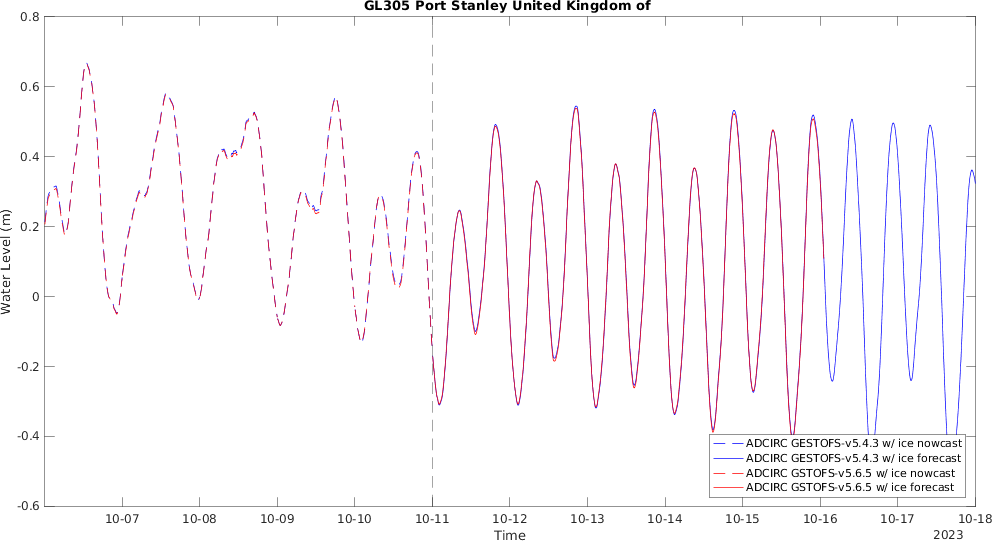 GL305 Port Stanley United Kingdom of
0.8
0.6
0.4
0.2
0
-0.2
-0.4
-0.6
Water Level (m)
10-07 10-08 10-09 10-10 10-11 10-12 10-13 10-14 10-15 10-16 10-17 10-18
Time
2023
ADCIRC GESTOFS-v5.4.3 w/ ice nowcast
ADCIRC GESTOFS-v5.4.3 w/ ice forecast
ADCIRC GSTOFS-v5.6.5 w/ ice nowcast
ADCIRC GSTOFS-v5.6.5 w/ ice forecast